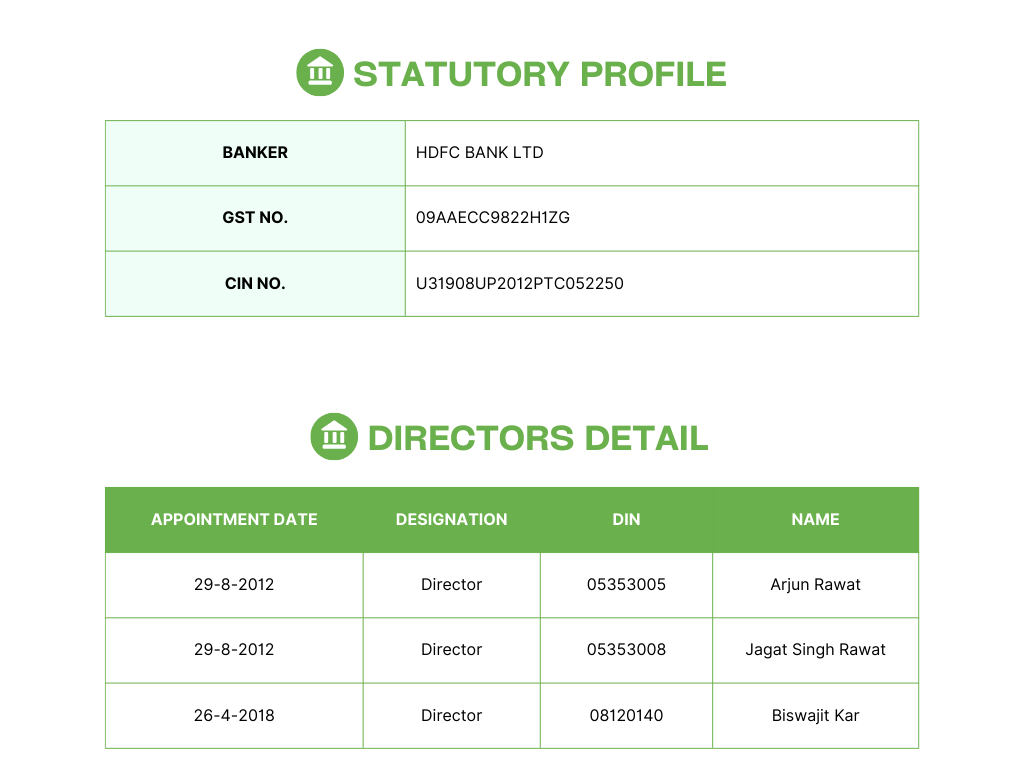 STATUTORY PROFILE
BANKER HDFC BANK LTD
GST NO. 09AAECC9822H1ZG
CIN NO. U31908UP2012PTC052250
DIRECTORS DETAIL
APPOINTMENT DATE DESIGNATION DIN NAME
29-8-2012 Director 05353005 Arjun Rawat
29-8-2012 Director 05353008 Jagat Singh Rawat
26-4-2018 Director 08120140 Biswajit Kar